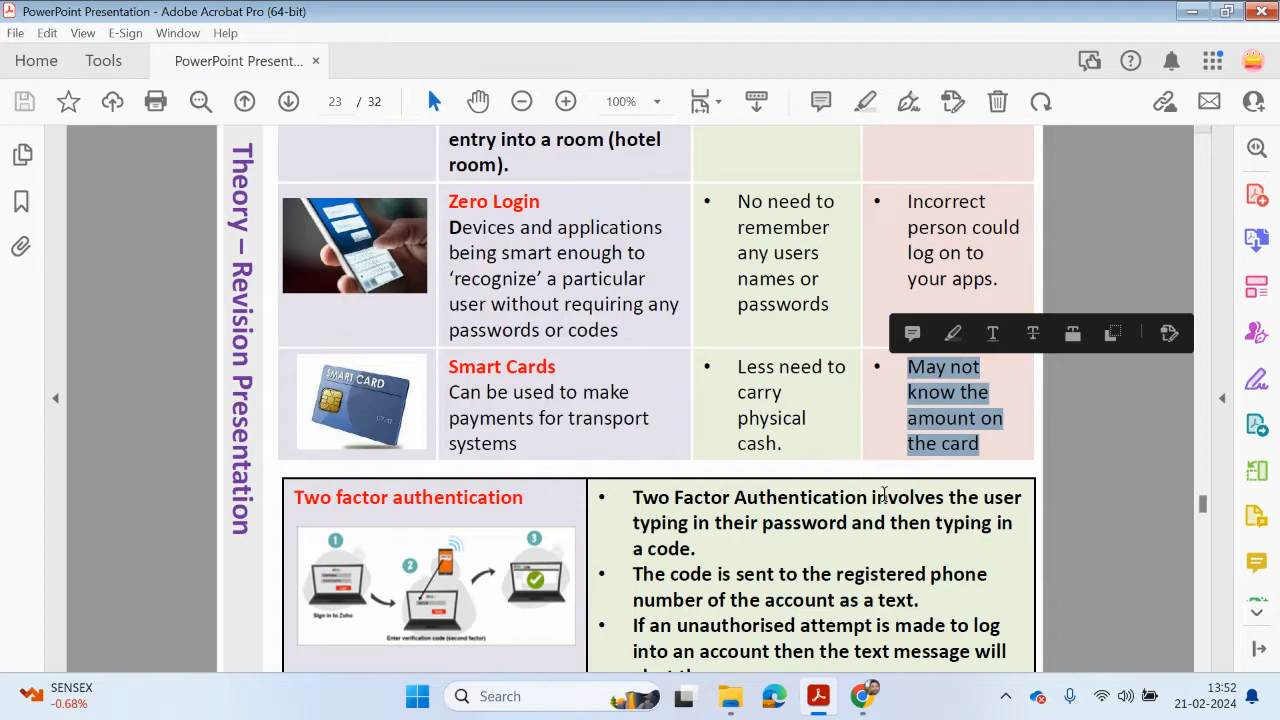 PowerPoint Presentation - Adobe Acrobat Pro (64-bit)
File Edit View E-Sign Window Help
Home Tools PowerPoint Present... ×
23 / 32 100%
Theory – Revision Presentation
entry into a room (hotel
room).
Zero Login
Devices and applications
being smart enough to
‘recognize’ a particular
user without requiring any
passwords or codes
• No need to
remember
any users
names or
passwords
• Incorrect
person could
log on to
your apps.
SMART CARD
Smart Cards
Can be used to make
payments for transport
systems
• Less need to
carry
physical
cash.
• May not
know the
amount on
the card
Two factor authentication
1
2
3
Sign in to Zoho
Enter verification code (second factor)
• Two Factor Authentication involves the user
typing in their password and then typing in
a code.
• The code is sent to the registered phone
number of the account as a text.
• If an unauthorised attempt is made to log
into an account then the text message will
SENSEX
-0.68%
Search
13:52
21-02-2024